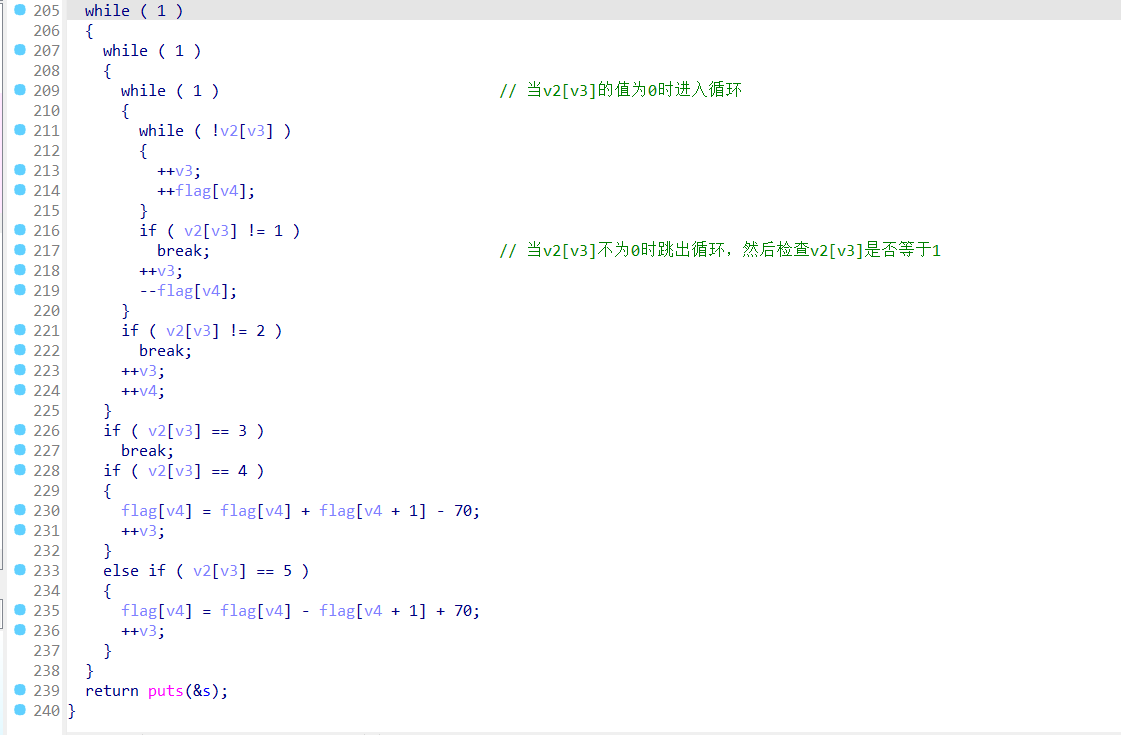 205 while ( 1 )
206 {
207 while ( 1 )
208 {
209 while ( 1 ) // 当v2[v3]的值为0时进入循环
210 {
211 while ( !v2[v3] )
212 {
213 ++v3;
214 ++flag[v4];
215 }
216 if ( v2[v3] != 1 )
217 break; // 当v2[v3]不为0时跳出循环，然后检查v2[v3]是否等于1
218 ++v3;
219 --flag[v4];
220 }
221 if ( v2[v3] != 2 )
222 break;
223 ++v3;
224 ++v4;
225 }
226 if ( v2[v3] == 3 )
227 break;
228 if ( v2[v3] == 4 )
229 {
230 flag[v4] = flag[v4] + flag[v4 + 1] - 70;
231 ++v3;
232 }
233 else if ( v2[v3] == 5 )
234 {
235 flag[v4] = flag[v4] - flag[v4 + 1] + 70;
236 ++v3;
237 }
238 }
239 return puts(&s);
240 }